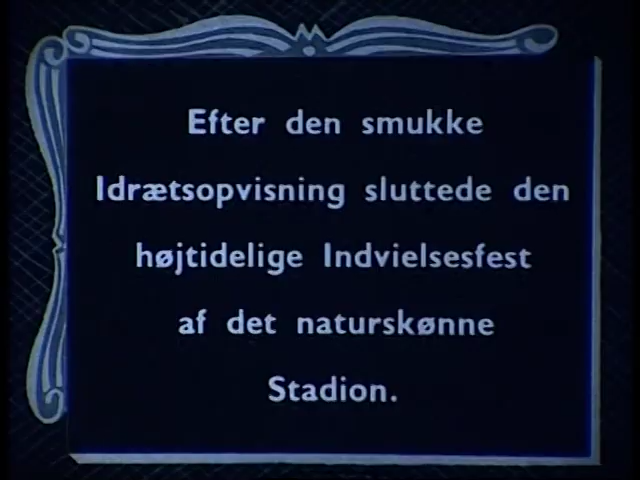 Efter den smukke
Idrætsopvisning sluttede den
højtidelige Indvielsesfest
af det naturskønne
Stadion.